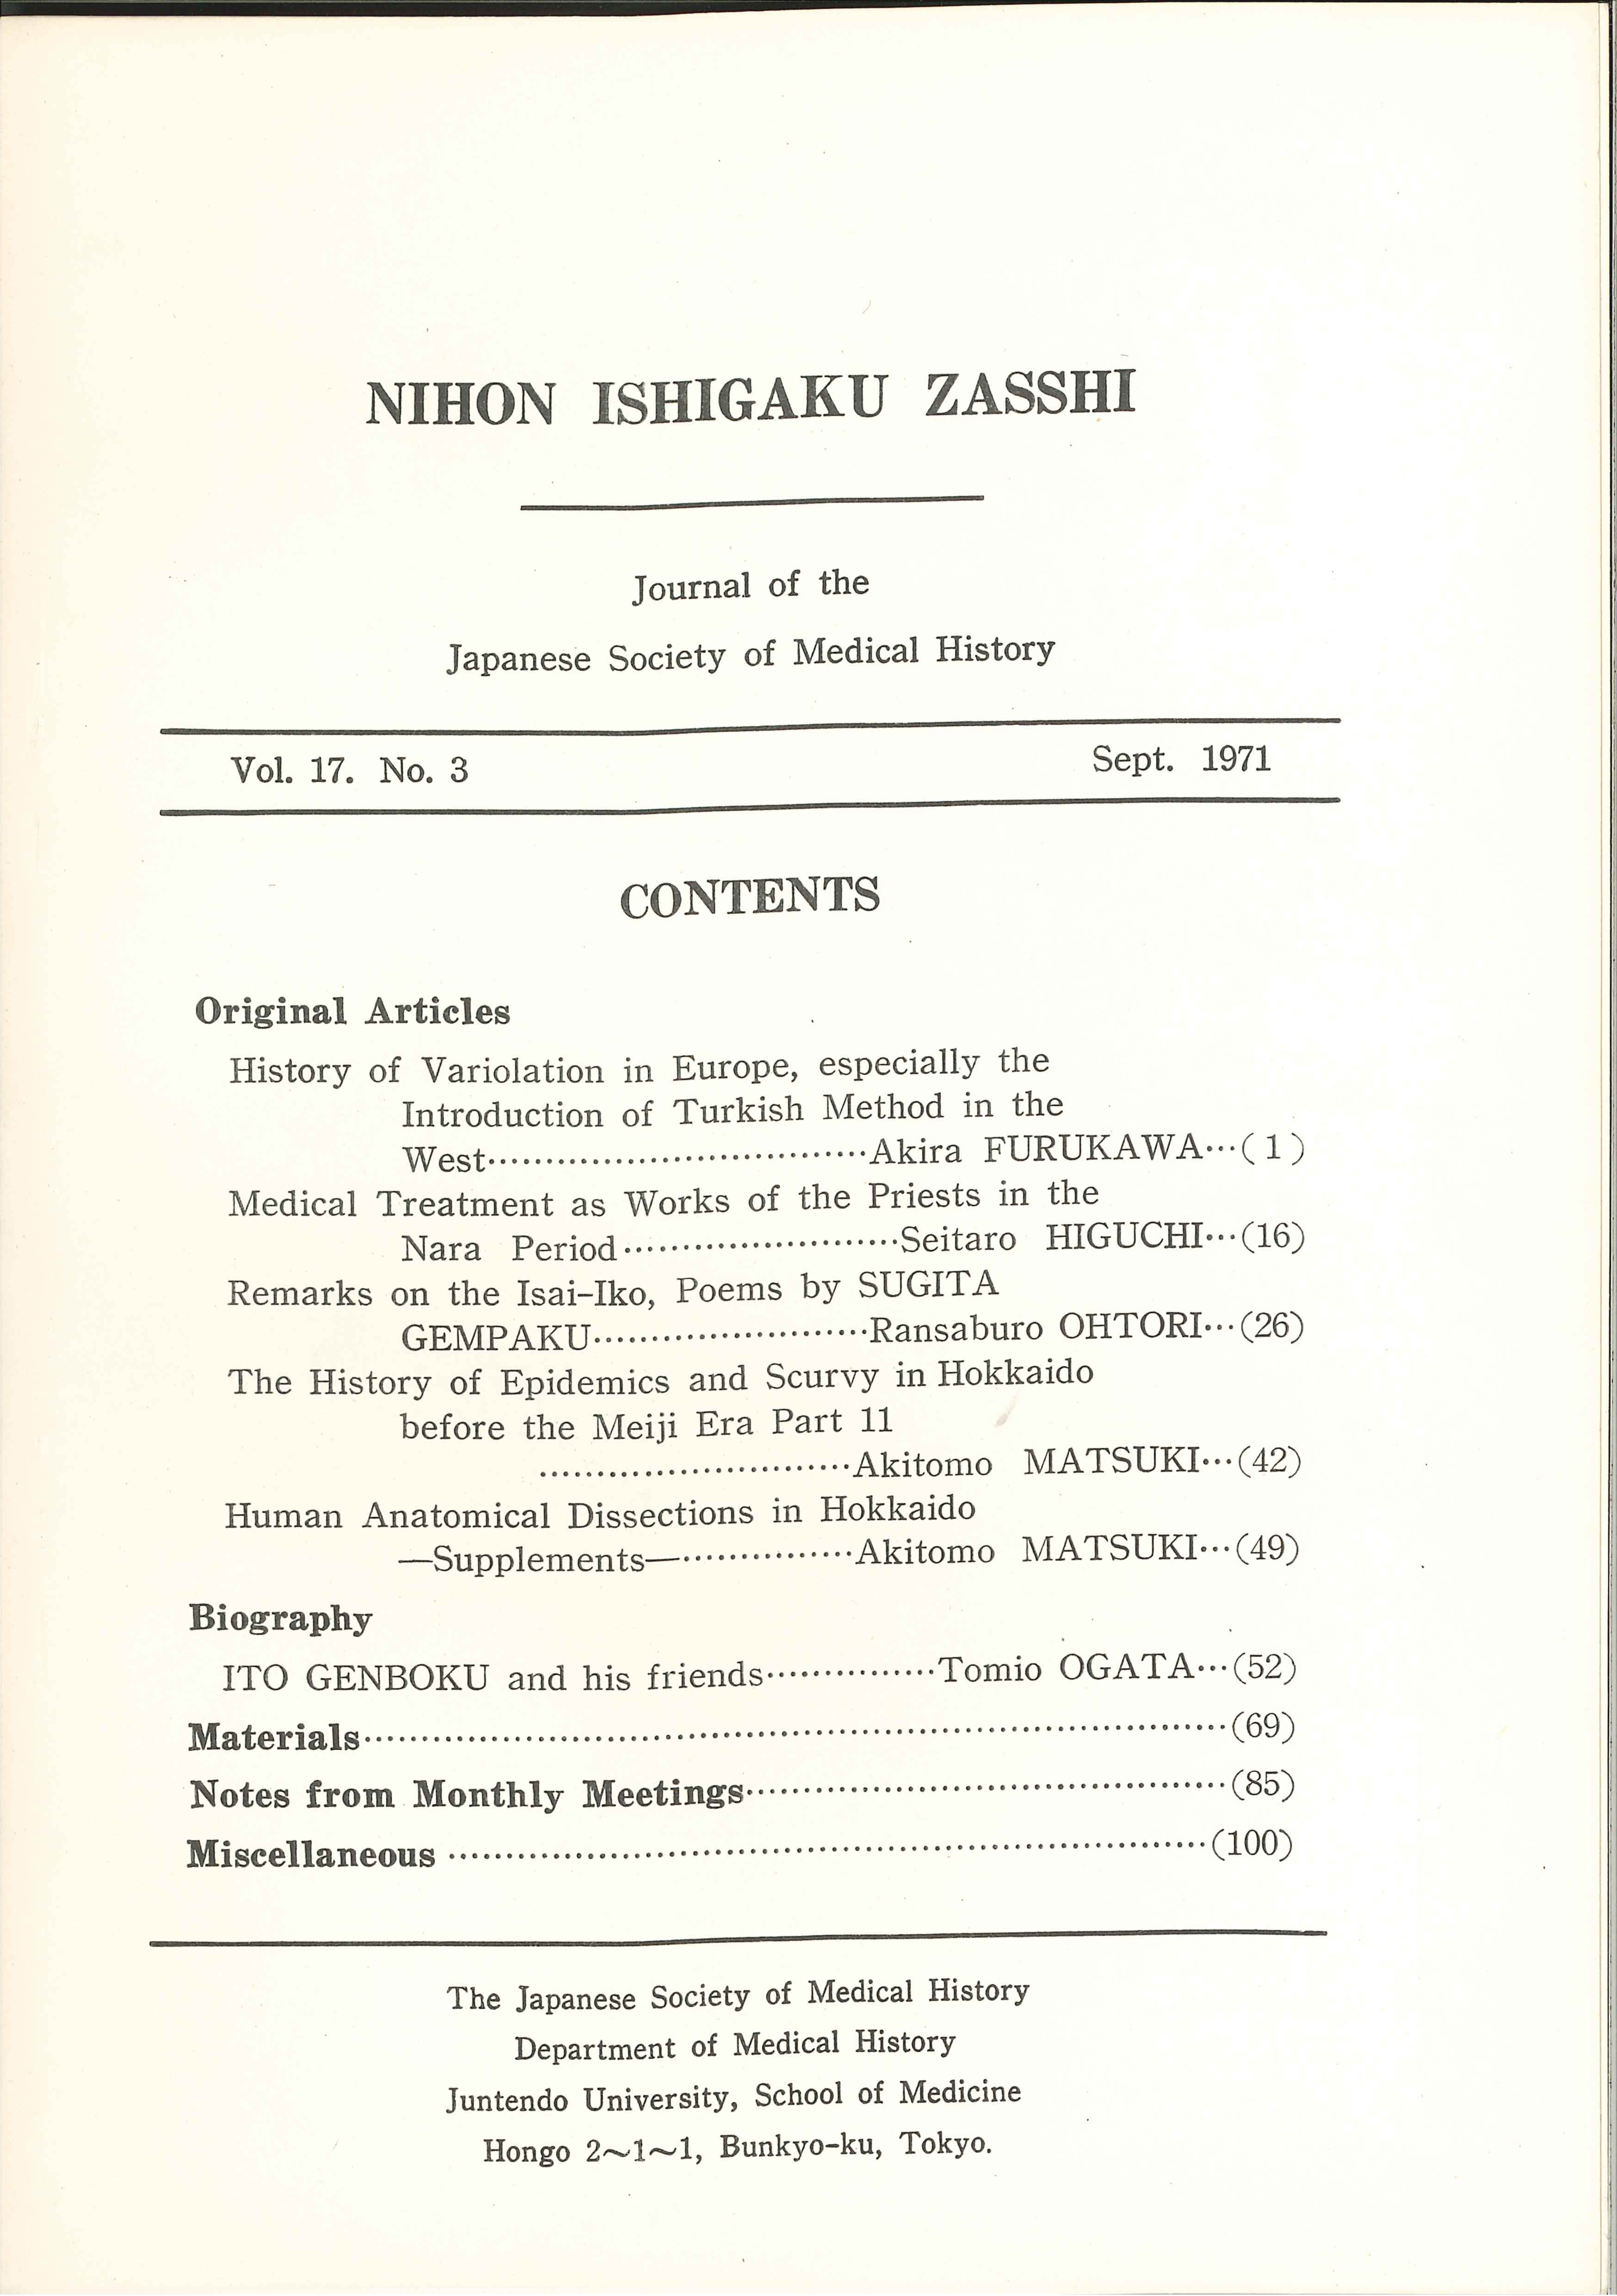 NIHON ISHIGAKU ZASSHI
Journal of the
Japanese Society of Medical History
Vol. 17. No. 3 Sept. 1971
CONTENTS
Original Articles
History of Variolation in Europe, especially the
Introduction of Turkish Method in the
West································Akira FURUKAWA···( 1 )
Medical Treatment as Works of the Priests in the
Nara Period·······················Seitaro HIGUCHI···(16)
Remarks on the Isai-Iko, Poems by SUGITA
GEMPAKU·······················Ransaburo OHTORI···(26)
The History of Epidemics and Scurvy in Hokkaido
before the Meiji Era Part 11
··························Akitomo MATSUKI···(42)
Human Anatomical Dissections in Hokkaido
—Supplements—···············Akitomo MATSUKI···(49)
Biography
ITO GENBOKU and his friends···············Tomio OGATA···(52)
Materials·········································································(69)
Notes from Monthly Meetings·········································(85)
Miscellaneous ································································(100)
The Japanese Society of Medical History
Department of Medical History
Juntendo University, School of Medicine
Hongo 2～1～1, Bunkyo-ku, Tokyo.